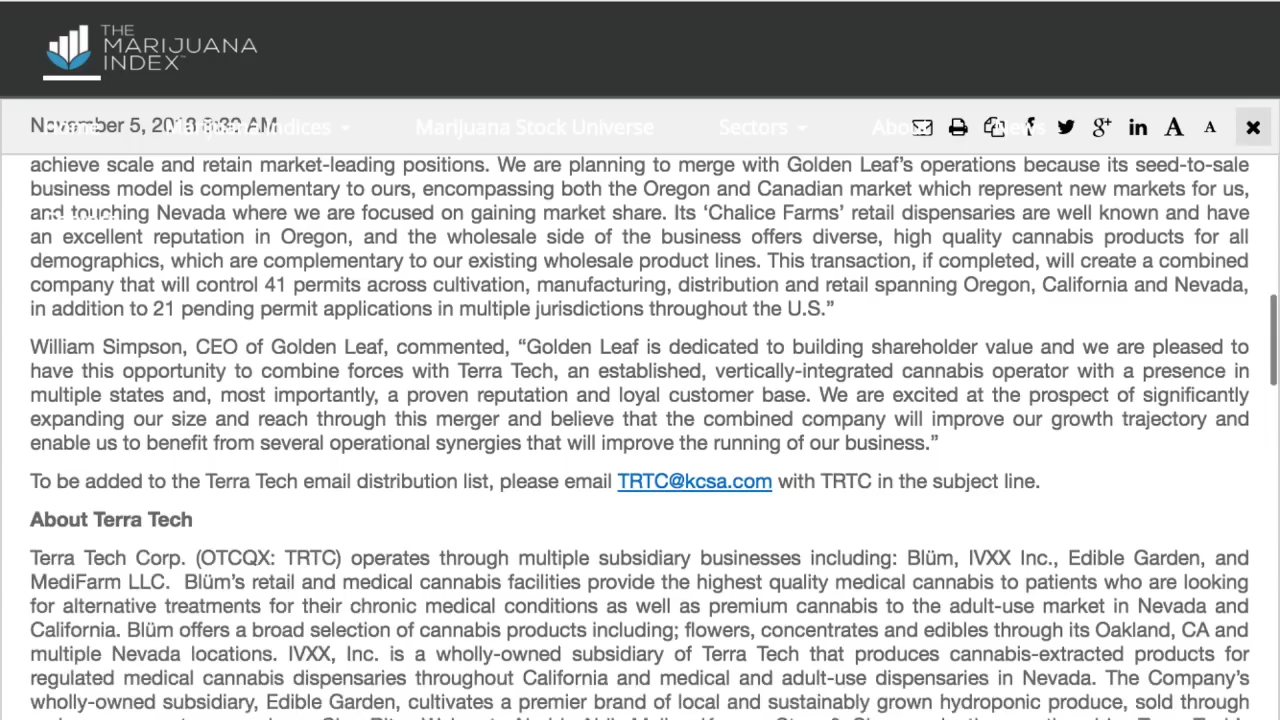 THE
MARIJUANA
INDEX™
November 5, 2018 8:30 AM
Home
Marijuana Indices
Marijuana Stock Universe
Sectors
About
News
achieve scale and retain market-leading positions. We are planning to merge with Golden Leaf’s operations because its seed-to-sale
business model is complementary to ours, encompassing both the Oregon and Canadian market which represent new markets for us,
and touching Nevada where we are focused on gaining market share. Its ‘Chalice Farms’ retail dispensaries are well known and have
an excellent reputation in Oregon, and the wholesale side of the business offers diverse, high quality cannabis products for all
demographics, which are complementary to our existing wholesale product lines. This transaction, if completed, will create a combined
company that will control 41 permits across cultivation, manufacturing, distribution and retail spanning Oregon, California and Nevada,
in addition to 21 pending permit applications in multiple jurisdictions throughout the U.S.”
William Simpson, CEO of Golden Leaf, commented, “Golden Leaf is dedicated to building shareholder value and we are pleased to
have this opportunity to combine forces with Terra Tech, an established, vertically-integrated cannabis operator with a presence in
multiple states and, most importantly, a proven reputation and loyal customer base. We are excited at the prospect of significantly
expanding our size and reach through this merger and believe that the combined company will improve our growth trajectory and
enable us to benefit from several operational synergies that will improve the running of our business.”
To be added to the Terra Tech email distribution list, please email TRTC@kcsa.com with TRTC in the subject line.
About Terra Tech
Terra Tech Corp. (OTCQX: TRTC) operates through multiple subsidiary businesses including: Blüm, IVXX Inc., Edible Garden, and
MediFarm LLC. Blüm’s retail and medical cannabis facilities provide the highest quality medical cannabis to patients who are looking
for alternative treatments for their chronic medical conditions as well as premium cannabis to the adult-use market in Nevada and
California. Blüm offers a broad selection of cannabis products including; flowers, concentrates and edibles through its Oakland, CA and
multiple Nevada locations. IVXX, Inc. is a wholly-owned subsidiary of Terra Tech that produces cannabis-extracted products for
regulated medical cannabis dispensaries throughout California and medical and adult-use dispensaries in Nevada. The Company’s
wholly-owned subsidiary, Edible Garden, cultivates a premier brand of local and sustainably grown hydroponic produce, sold through